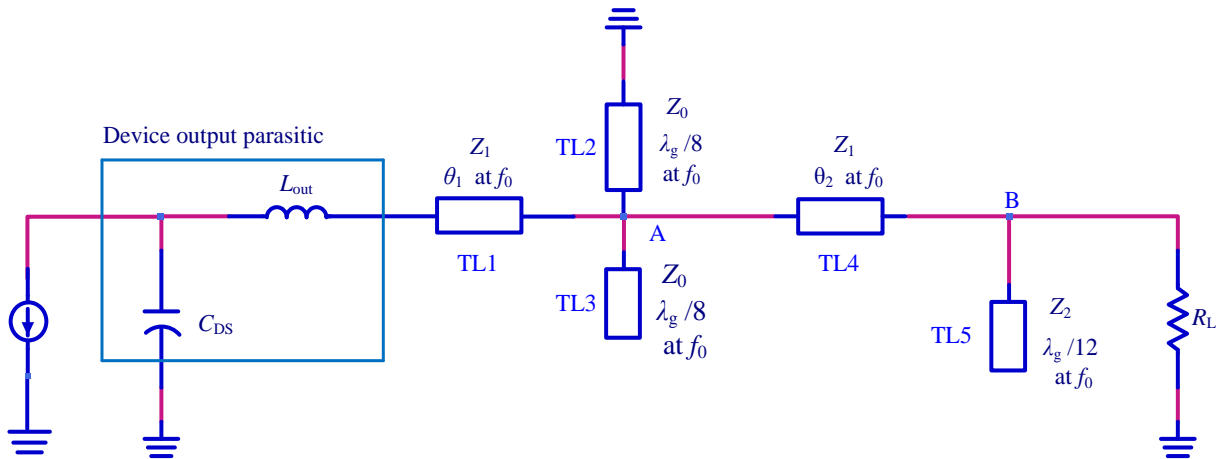 Device output parasitic
L_out
C_DS
Z_1
θ_1 at f_0
TL1
TL2
Z_0
λ_g /8
at f_0
A
TL3
Z_0
λ_g /8
at f_0
Z_1
θ_2 at f_0
TL4
B
TL5
Z_2
λ_g /12
at f_0
R_L